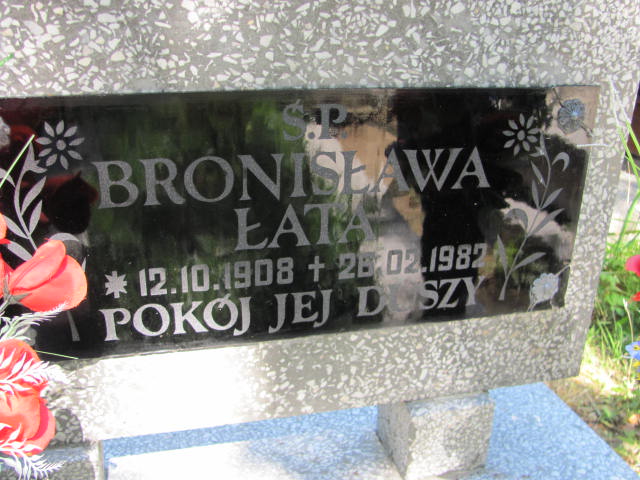 Ś.P.
BRONISŁAWA
ŁATA
* 12.10.1908 + 26.02.1982
POKÓJ JEJ DUSZY